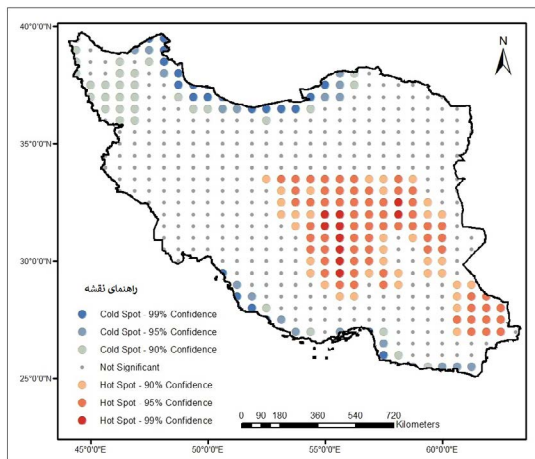 40°0'0"N
N
35°0'0"N
30°0'0"N
راهنمای نقشه
Cold Spot - 99% Confidence
Cold Spot - 95% Confidence
Cold Spot - 90% Confidence
Not Significant
Hot Spot - 90% Confidence
Hot Spot - 95% Confidence
Hot Spot - 99% Confidence
25°0'0"N
0 90 180 360 540 720
Kilometers
45°0'0"E 50°0'0"E 55°0'0"E 60°0'0"E